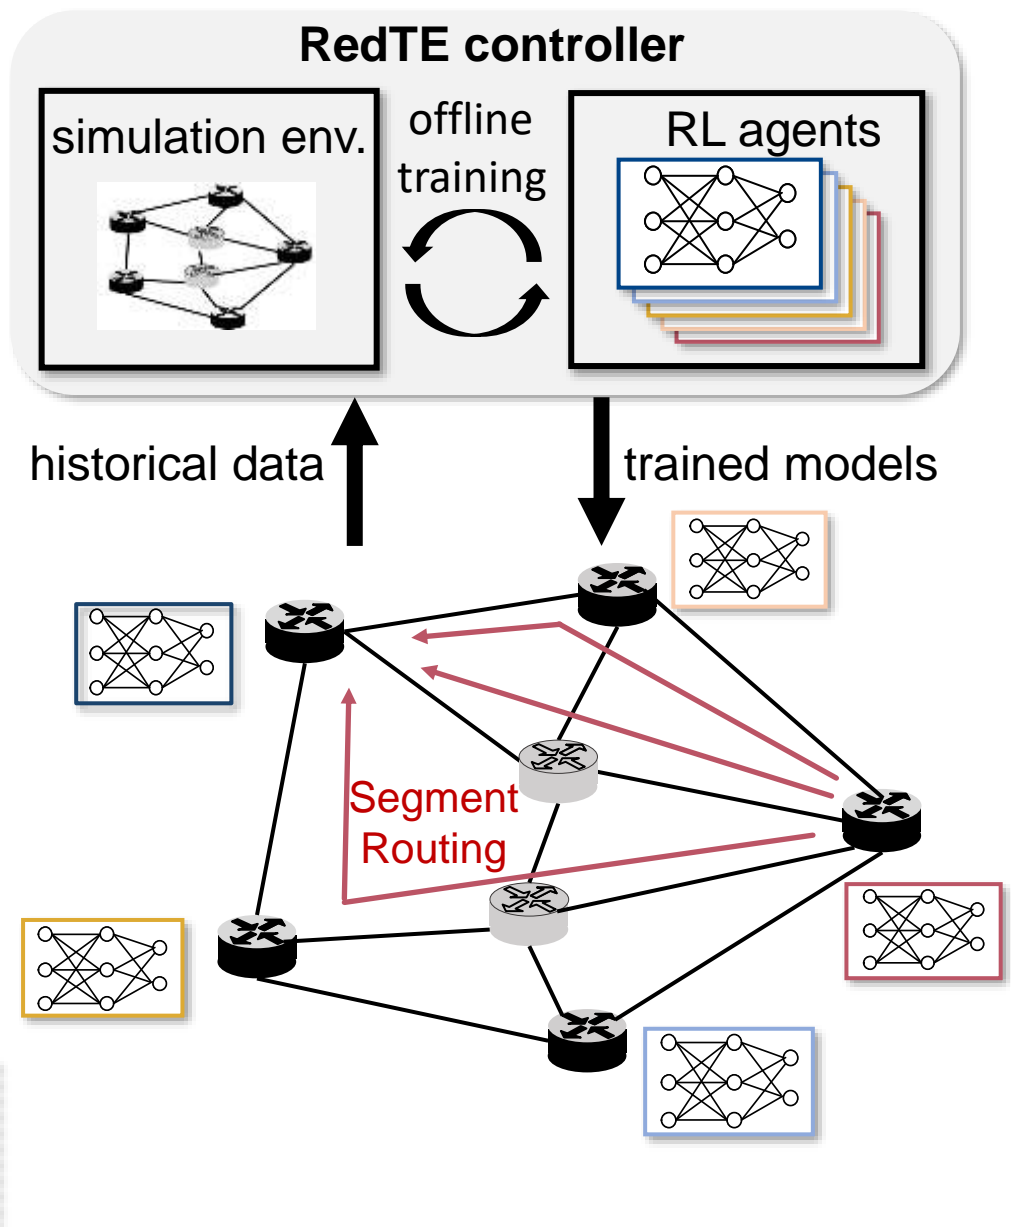 RedTE controller
simulation env.
offline
training
RL agents
historical data
trained models
Segment
Routing